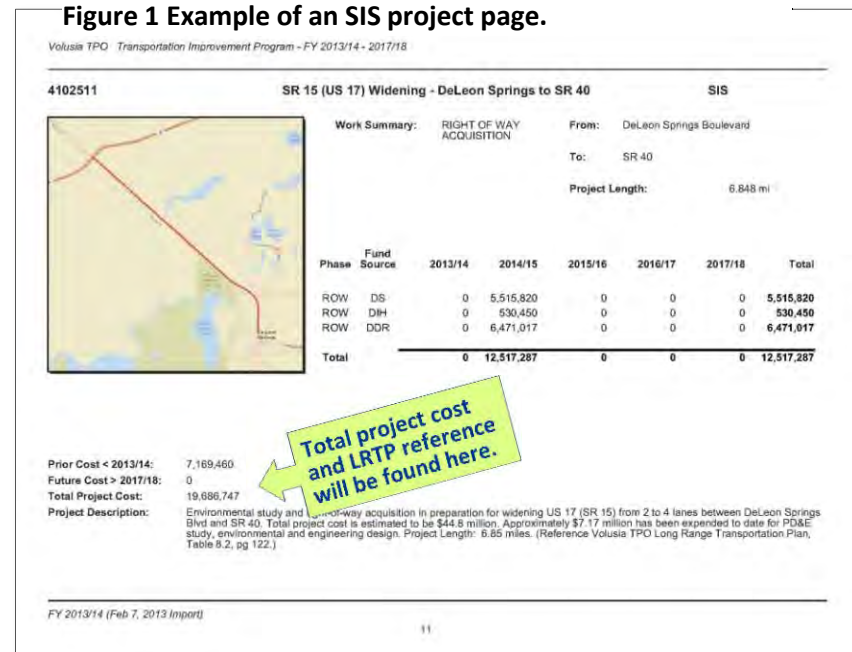 Figure 1 Example of an SIS project page.
Volusia TPO Transportation Improvement Program - FY 2013/14 - 2017/18
4102511 SR 15 (US 17) Widening - DeLeon Springs to SR 40 SIS
Work Summary: RIGHT OF WAY ACQUISITION From: DeLeon Springs Boulevard
To: SR 40
Project Length: 6.848 mi
Phase Fund Source 2013/14 2014/15 2015/16 2016/17 2017/18 Total
ROW DS 0 5,515,820 0 0 0 5,515,820
ROW DIH 0 530,450 0 0 0 530,450
ROW DDR 0 6,471,017 0 0 0 6,471,017
Total 0 12,517,287 0 0 0 12,517,287
Total project cost
and LRTP reference
will be found here.
Prior Cost < 2013/14: 7,169,460
Future Cost > 2017/18: 0
Total Project Cost: 19,686,747
Project Description: Environmental study and right-of-way acquisition in preparation for widening US 17 (SR 15) from 2 to 4 lanes between DeLeon Springs
Blvd and SR 40. Total project cost is estimated to be $44.8 million. Approximately $7.17 million has been expended to date for PD&E
study, environmental and engineering design. Project Length: 6.85 miles. (Reference Volusia TPO Long Range Transportation Plan,
Table 8.2, pg 122.)
FY 2013/14 (Feb 7, 2013 Import)
11